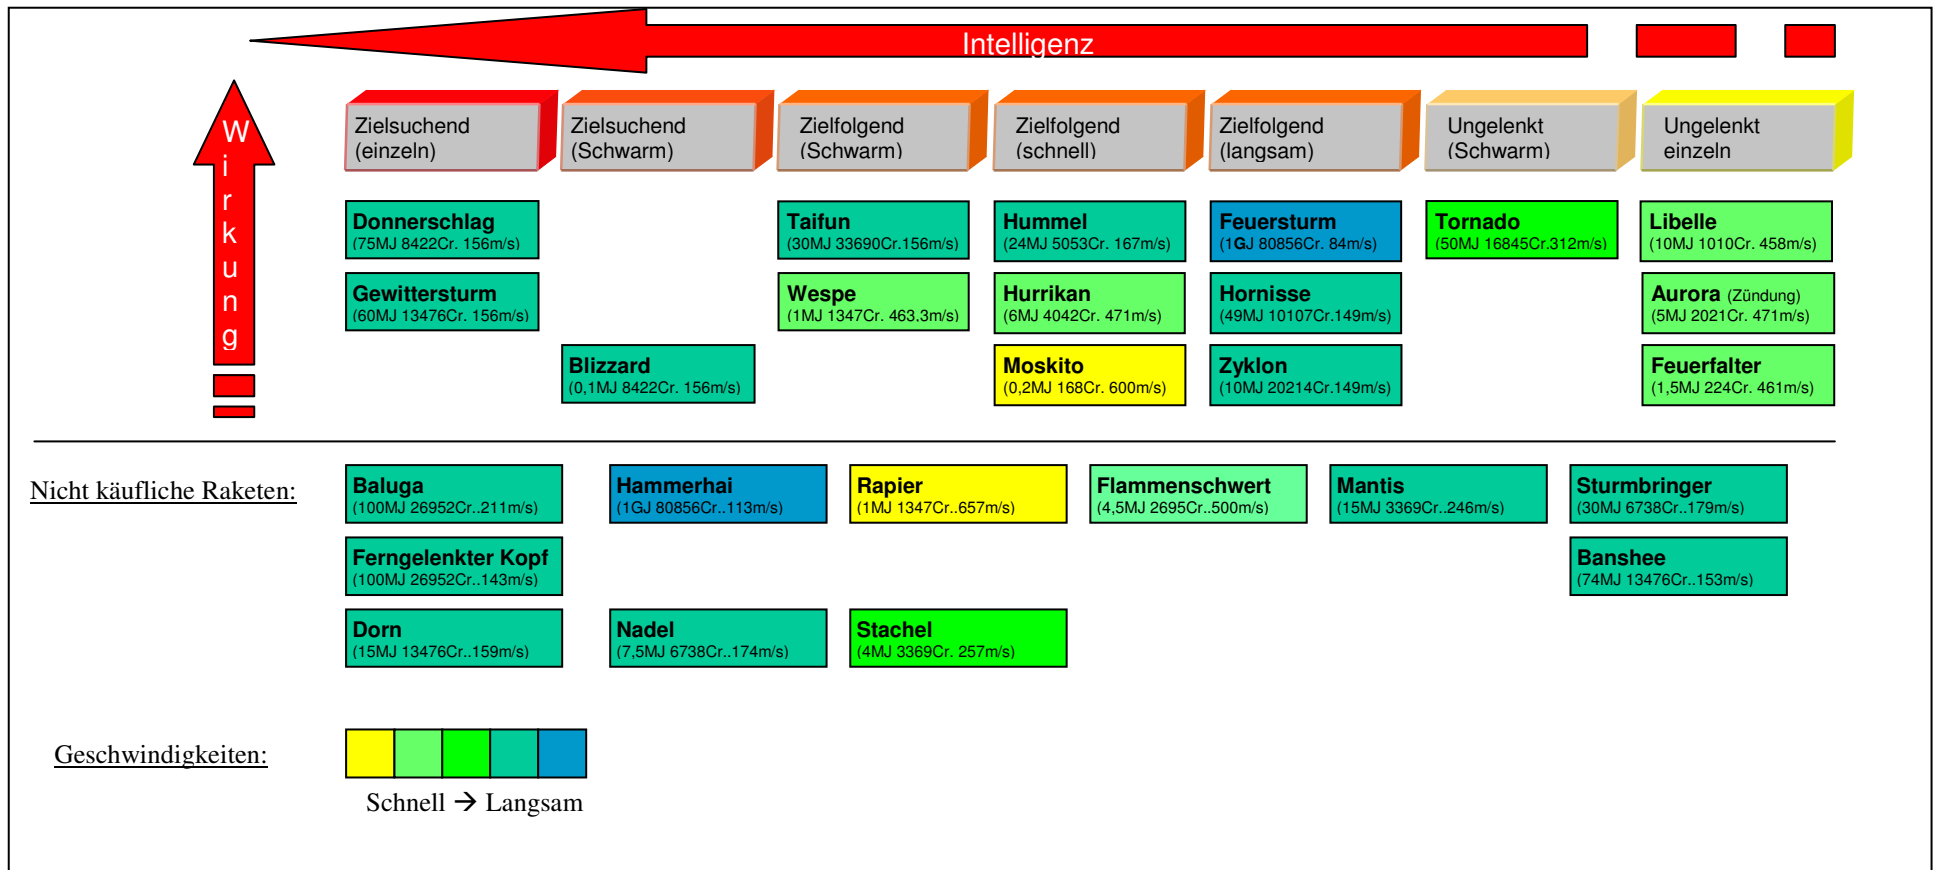 Intelligenz
Wirkung
Zielsuchend
(einzeln)
Zielsuchend
(Schwarm)
Zielfolgend
(Schwarm)
Zielfolgend
(schnell)
Zielfolgend
(langsam)
Ungelenkt
(Schwarm)
Ungelenkt
einzeln
Donnerschlag
(75MJ 8422Cr. 156m/s)
Taifun
(30MJ 33690Cr.156m/s)
Hummel
(24MJ 5053Cr. 167m/s)
Feuersturm
(1GJ 80856Cr. 84m/s)
Tornado
(50MJ 16845Cr.312m/s)
Libelle
(10MJ 1010Cr. 458m/s)
Gewittersturm
(60MJ 13476Cr. 156m/s)
Wespe
(1MJ 1347Cr. 463.3m/s)
Hurrikan
(6MJ 4042Cr. 471m/s)
Hornisse
(49MJ 10107Cr.149m/s)
Aurora (Zündung)
(5MJ 2021Cr. 471m/s)
Blizzard
(0,1MJ 8422Cr. 156m/s)
Moskito
(0,2MJ 168Cr. 600m/s)
Zyklon
(10MJ 20214Cr.149m/s)
Feuerfalter
(1,5MJ 224Cr. 461m/s)
Nicht käufliche Raketen:
Baluga
(100MJ 26952Cr..211m/s)
Hammerhai
(1GJ 80856Cr..113m/s)
Rapier
(1MJ 1347Cr..657m/s)
Flammenschwert
(4,5MJ 2695Cr..500m/s)
Mantis
(15MJ 3369Cr..246m/s)
Sturmbringer
(30MJ 6738Cr..179m/s)
Ferngelenkter Kopf
(100MJ 26952Cr..143m/s)
Banshee
(74MJ 13476Cr..153m/s)
Dorn
(15MJ 13476Cr..159m/s)
Nadel
(7,5MJ 6738Cr..174m/s)
Stachel
(4MJ 3369Cr. 257m/s)
Geschwindigkeiten:
Schnell → Langsam